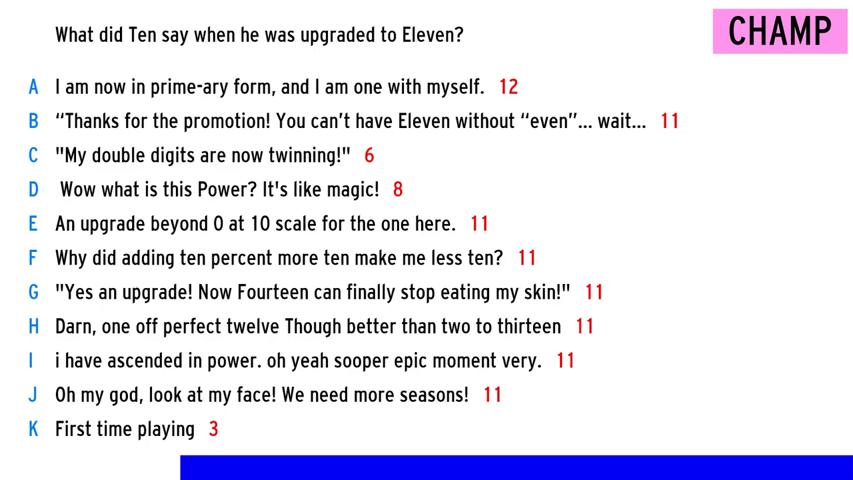 What did Ten say when he was upgraded to Eleven?
CHAMP
A I am now in prime-ary form, and I am one with myself. 12
B “Thanks for the promotion! You can’t have Eleven without “even”... wait... 11
C "My double digits are now twinning!" 6
D Wow what is this Power? It's like magic! 8
E An upgrade beyond 0 at 10 scale for the one here. 11
F Why did adding ten percent more ten make me less ten? 11
G "Yes an upgrade! Now Fourteen can finally stop eating my skin!" 11
H Darn, one off perfect twelve Though better than two to thirteen 11
I i have ascended in power. oh yeah sooper epic moment very. 11
J Oh my god, look at my face! We need more seasons! 11
K First time playing 3